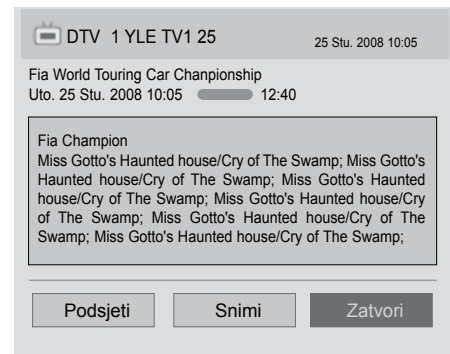 DTV 1 YLE TV1 25
25 Stu. 2008 10:05
Fia World Touring Car Chanpionship
Uto. 25 Stu. 2008 10:05 12:40
Fia Champion
Miss Gotto's Haunted house/Cry of The Swamp; Miss Gotto's
Haunted house/Cry of The Swamp; Miss Gotto's Haunted
house/Cry of The Swamp; Miss Gotto's Haunted house/Cry
of The Swamp; Miss Gotto's Haunted house/Cry of The
Swamp; Miss Gotto's Haunted house/Cry of The Swamp;
Podsjeti Snimi Zatvori